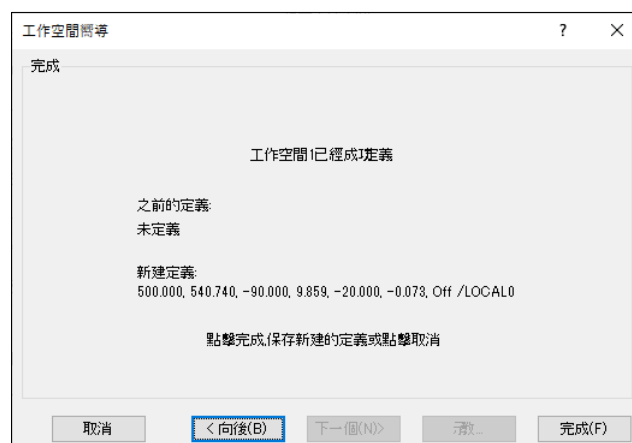 工作空間嚮導
? ×
完成
工作空間1已經成功定義
之前的定義:
未定義
新建定義:
500.000, 540.740, -90.000, 9.859, -20.000, -0.073, Off /LOCAL0
點擊完成,保存新建的定義或點擊取消
取消 < 向後(B) 下一個(N)> 示教... 完成(F)